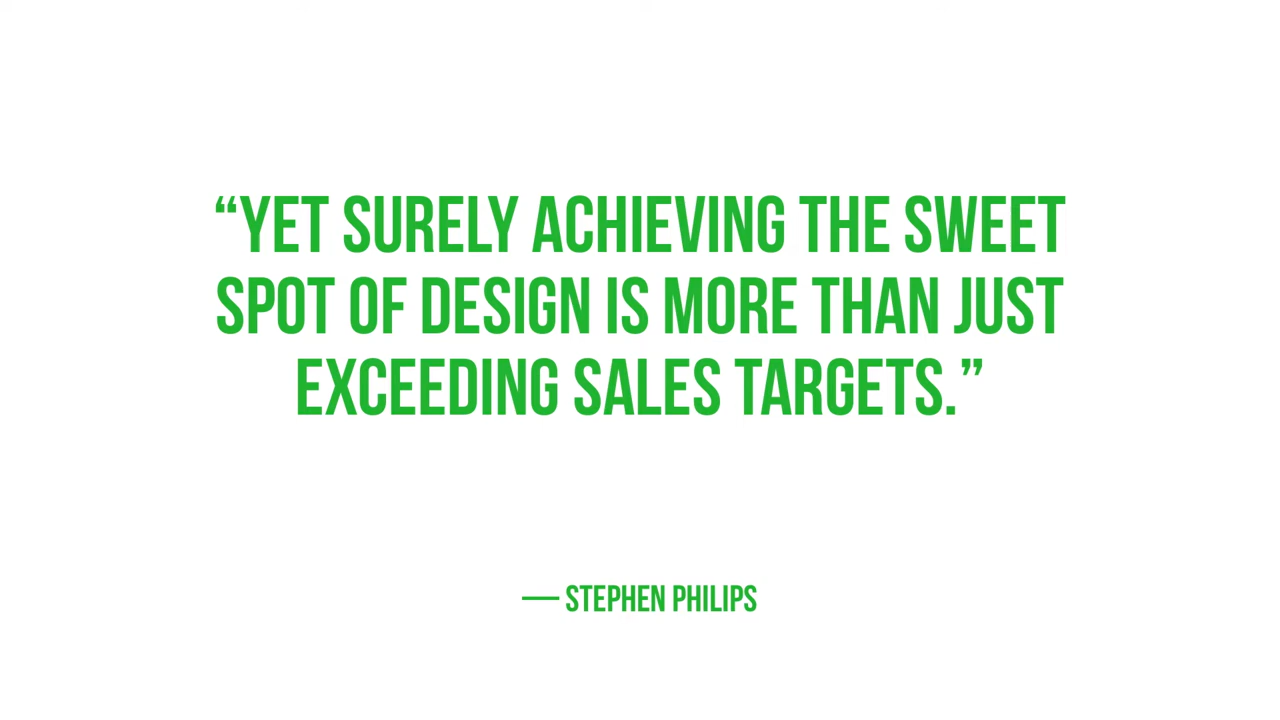 “YET SURELY ACHIEVING THE SWEET
SPOT OF DESIGN IS MORE THAN JUST
EXCEEDING SALES TARGETS.”
— STEPHEN PHILIPS